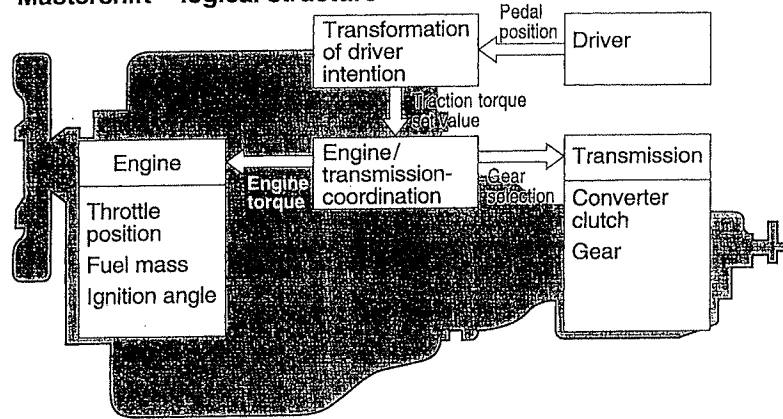 logical structure
Pedal
position
Transformation
of driver
intention
Driver
Traction torque
set value
Engine
Engine
torque
Engine/
transmission-
coordination
Gear
selection
Transmission
Throttle
position
Fuel mass
Ignition angle
Converter
clutch
Gear